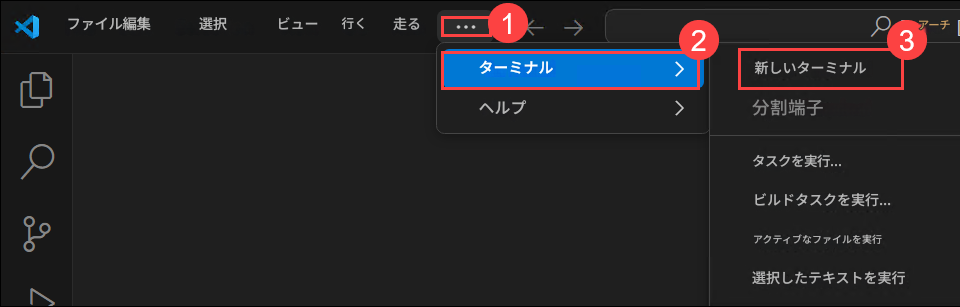 ファイル編集 選択 ビュー 行く 走る ... 1 アーチ
2 3
ターミナル 新しいターミナル
ヘルプ 分割端子
タスクを実行...
ビルドタスクを実行...
アクティブなファイルを実行
選択したテキストを実行